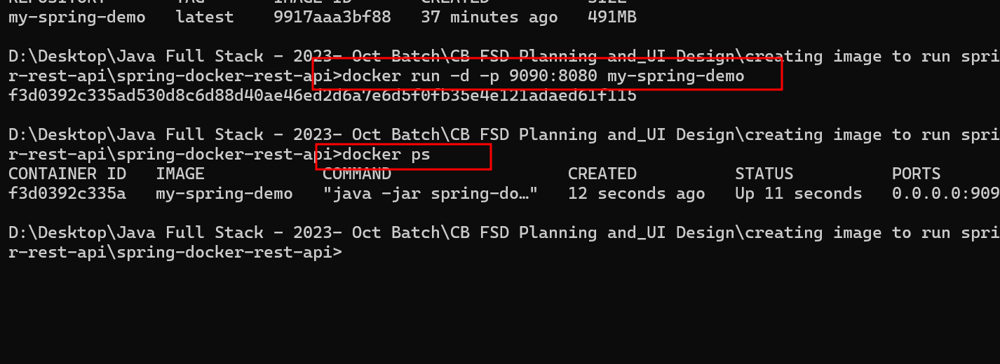 REPOSITORY TAG IMAGE ID CREATED SIZE
my-spring-demo latest 9917aaa3bf88 37 minutes ago 491MB
D:\Desktop\Java Full Stack - 2023- Oct Batch\CB FSD Planning and_UI Design\creating image to run spri
r-rest-api\spring-docker-rest-api>docker run -d -p 9090:8080 my-spring-demo
f3d0392c335ad530d8c6d88d40ae46ed2d6a7e6d5f0fb35e4e121adaed61f115
D:\Desktop\Java Full Stack - 2023- Oct Batch\CB FSD Planning and_UI Design\creating image to run spri
r-rest-api\spring-docker-rest-api>docker ps
CONTAINER ID IMAGE COMMAND CREATED STATUS PORTS
f3d0392c335a my-spring-demo "java -jar spring-do…" 12 seconds ago Up 11 seconds 0.0.0.0:909
D:\Desktop\Java Full Stack - 2023- Oct Batch\CB FSD Planning and_UI Design\creating image to run spri
r-rest-api\spring-docker-rest-api>